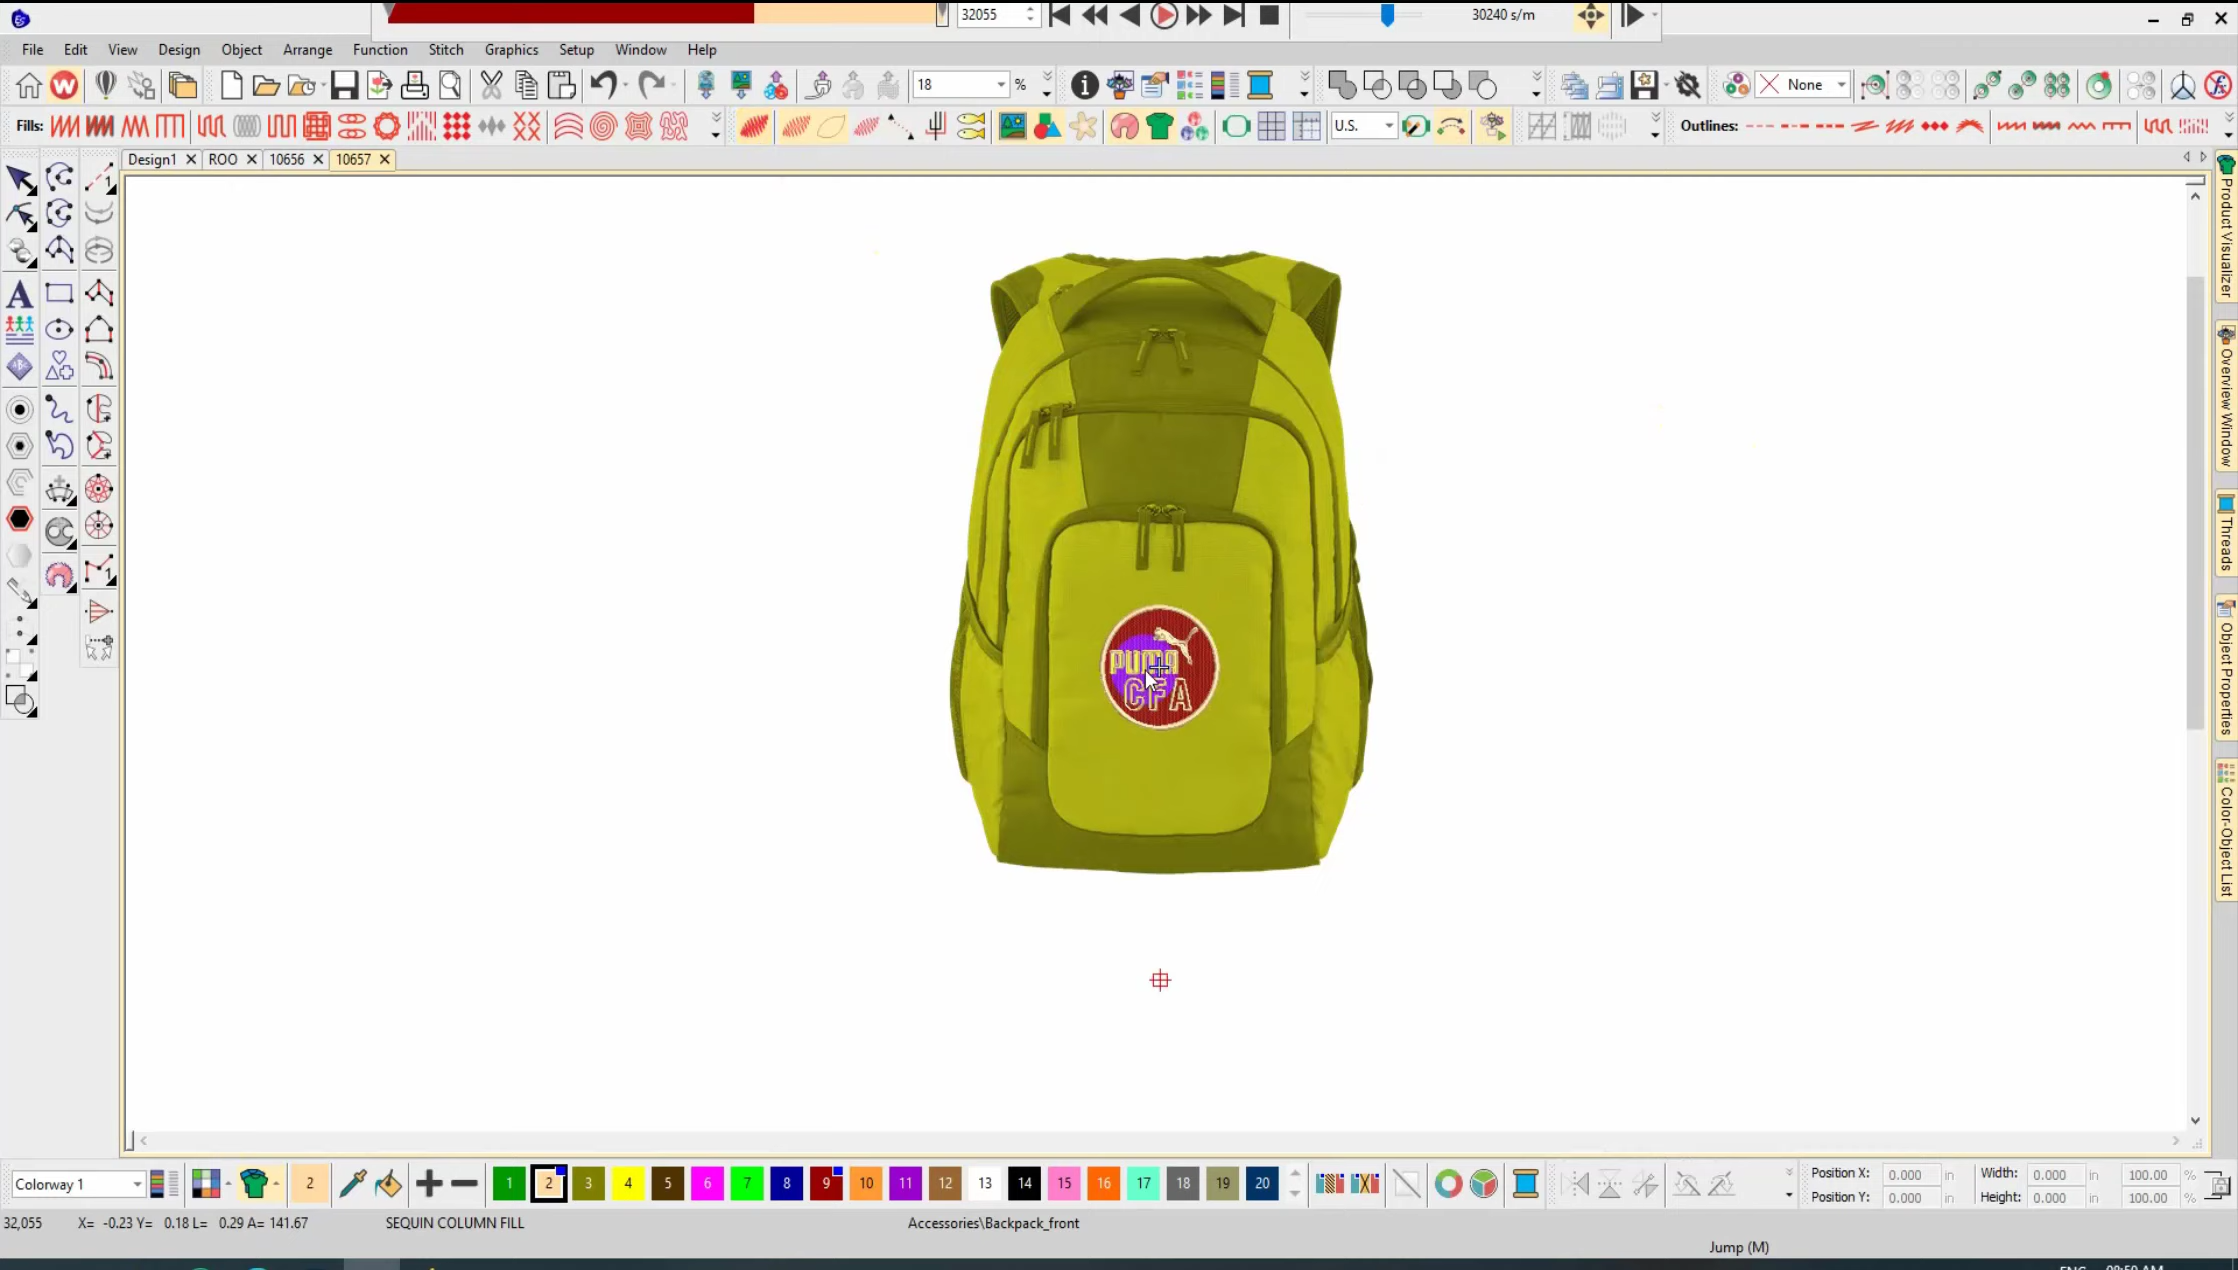 32055
30240 s/m
File Edit View Design Object Arrange Function Stitch Graphics Setup Window Help
18 %
None
Fills:
U.S.
Outlines:
Design1 ROO 10656 10657
Product Visualizer
Overview Window
Threads
Object Properties
Color-Object List
PUMA
CFA
Colorway 1
2
1 2 3 4 5 6 7 8 9 10 11 12 13 14 15 16 17 18 19 20
Position X: 0.000 in Width: 0.000 in 100.00 %
Position Y: 0.000 in Height: 0.000 in 100.00 %
32,055 X= -0.23 Y= 0.18 L= 0.29 A= 141.67 SEQUIN COLUMN FILL Accessories\Backpack_front
Jump (M)